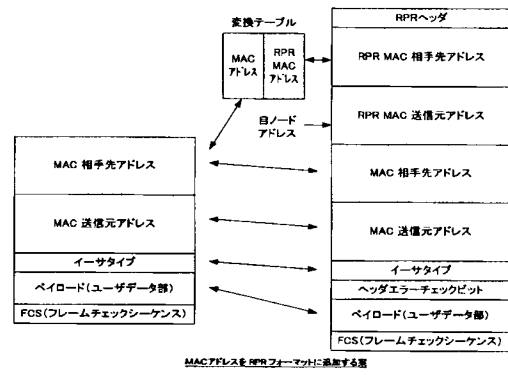 変換テーブル
MAC
アドレス
RPR
MAC
アドレス
自ノード
アドレス
MAC 相手先アドレス
MAC 送信元アドレス
イーサタイプ
ペイロード(ユーザデータ部)
FCS(フレームチェックシーケンス)
RPRヘッダ
RPR MAC 相手先アドレス
RPR MAC 送信元アドレス
MAC 相手先アドレス
MAC 送信元アドレス
イーサタイプ
ヘッダエラーチェックビット
ペイロード(ユーザデータ部)
FCS(フレームチェックシーケンス)
MACアドレスをRPRフォーマットに追加する案